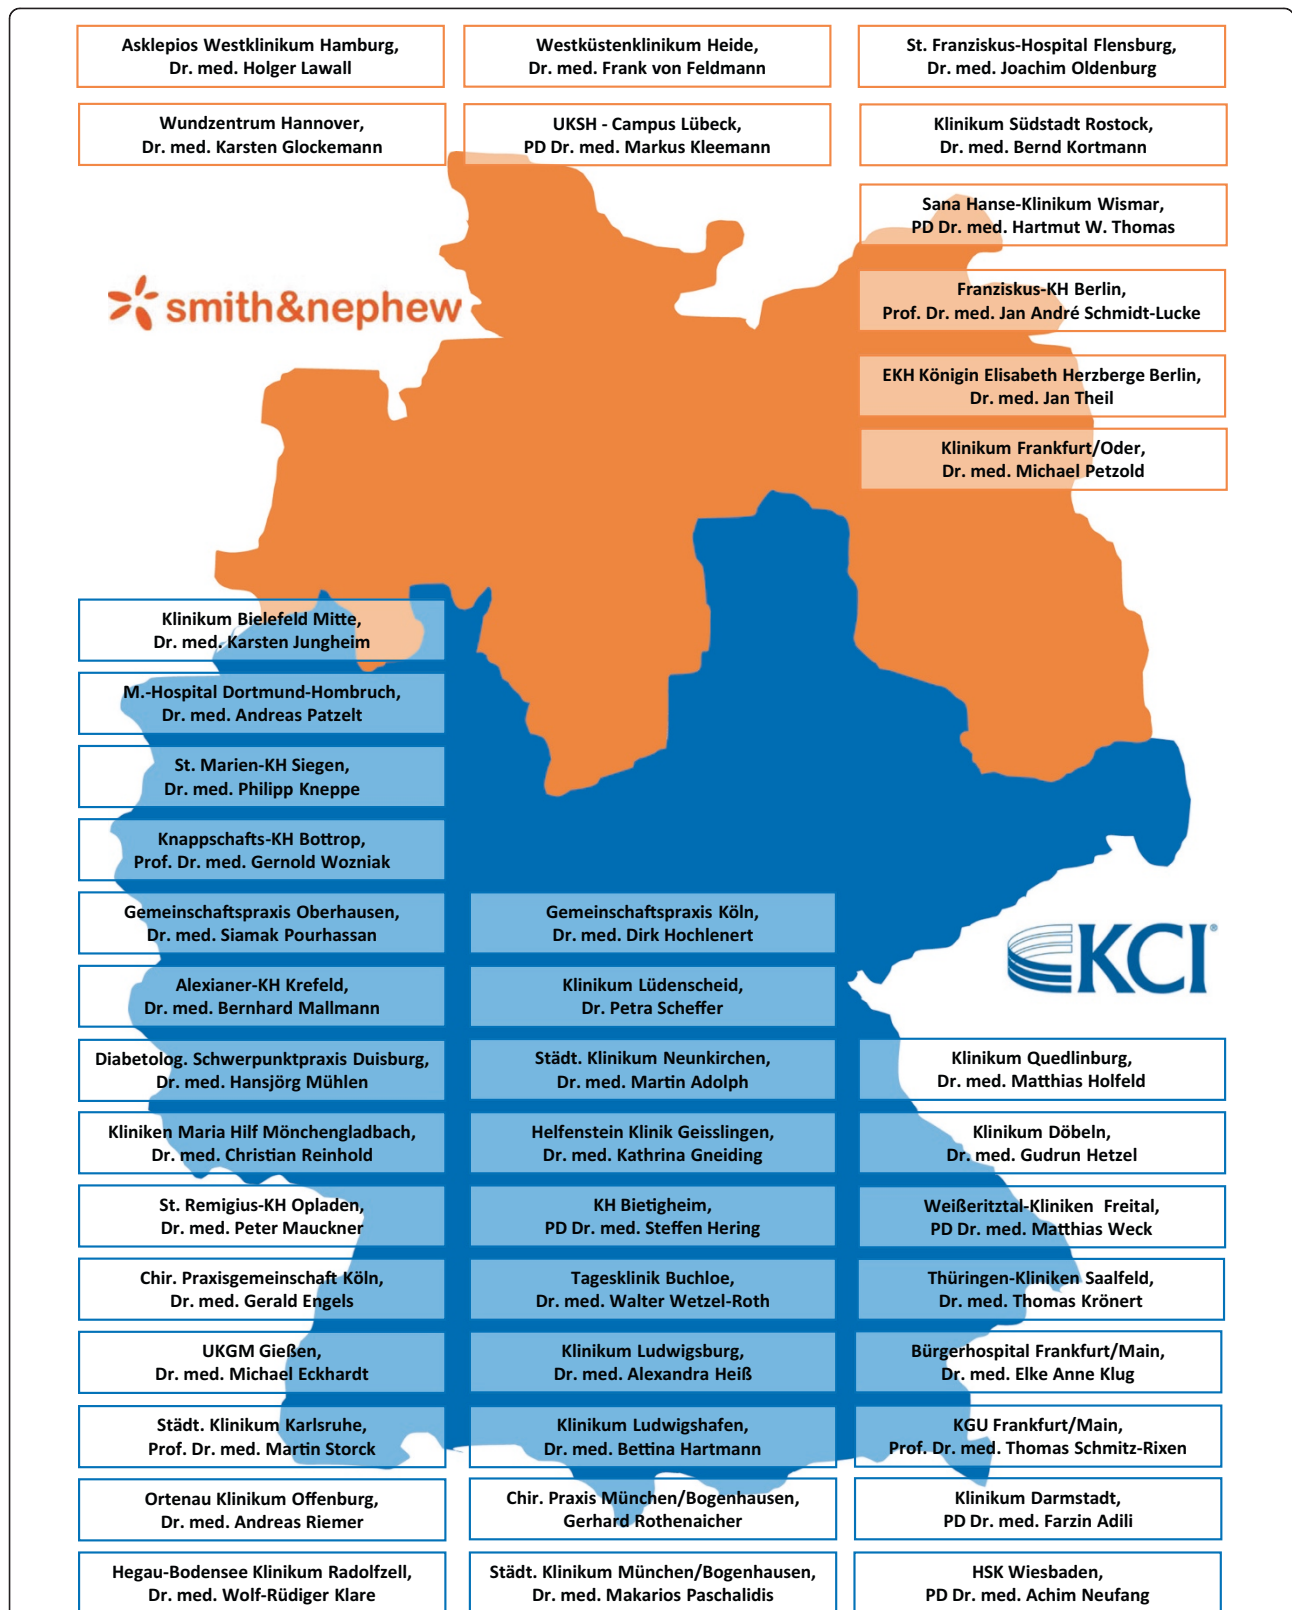 Asklepios Westklinikum Hamburg,
Dr. med. Holger Lawall
Westküstenklinikum Heide,
Dr. med. Frank von Feldmann
St. Franziskus-Hospital Flensburg,
Dr. med. Joachim Oldenburg
Wundzentrum Hannover,
Dr. med. Karsten Glockemann
UKSH - Campus Lübeck,
PD Dr. med. Markus Kleemann
Klinikum Südstadt Rostock,
Dr. med. Bernd Kortmann
Sana Hanse-Klinikum Wismar,
PD Dr. med. Hartmut W. Thomas
smith&nephew
Franziskus-KH Berlin,
Prof. Dr. med. Jan André Schmidt-Lucke
EKH Königin Elisabeth Herzberge Berlin,
Dr. med. Jan Theil
Klinikum Frankfurt/Oder,
Dr. med. Michael Petzold
Klinikum Bielefeld Mitte,
Dr. med. Karsten Jungheim
M.-Hospital Dortmund-Hombruch,
Dr. med. Andreas Patzelt
St. Marien-KH Siegen,
Dr. med. Philipp Kneppe
Knappschafts-KH Bottrop,
Prof. Dr. med. Gernold Wozniak
Gemeinschaftspraxis Oberhausen,
Dr. med. Siamak Pourhassan
Gemeinschaftspraxis Köln,
Dr. med. Dirk Hochlenert
KCI®
Alexianer-KH Krefeld,
Dr. med. Bernhard Mallmann
Klinikum Lüdenscheid,
Dr. Petra Scheffer
Diabetolog. Schwerpunktpraxis Duisburg,
Dr. med. Hansjörg Mühlen
Städt. Klinikum Neunkirchen,
Dr. med. Martin Adolph
Klinikum Quedlinburg,
Dr. med. Matthias Holfeld
Kliniken Maria Hilf Mönchengladbach,
Dr. med. Christian Reinhold
Helfenstein Klinik Geisslingen,
Dr. med. Kathrina Gneiding
Klinikum Döbeln,
Dr. med. Gudrun Hetzel
St. Remigius-KH Opladen,
Dr. med. Peter Mauckner
KH Bietigheim,
PD Dr. med. Steffen Hering
Weißeritztal-Kliniken Freital,
PD Dr. med. Matthias Weck
Chir. Praxisgemeinschaft Köln,
Dr. med. Gerald Engels
Tagesklinik Buchloe,
Dr. med. Walter Wetzel-Roth
Thüringen-Kliniken Saalfeld,
Dr. med. Thomas Krönert
UKGM Gießen,
Dr. med. Michael Eckhardt
Klinikum Ludwigsburg,
Dr. med. Alexandra Heiß
Bürgerhospital Frankfurt/Main,
Dr. med. Elke Anne Klug
Städt. Klinikum Karlsruhe,
Prof. Dr. med. Martin Storck
Klinikum Ludwigshafen,
Dr. med. Bettina Hartmann
KGU Frankfurt/Main,
Prof. Dr. med. Thomas Schmitz-Rixen
Ortenau Klinikum Offenburg,
Dr. med. Andreas Riemer
Chir. Praxis München/Bogenhausen,
Gerhard Rothenaicher
Klinikum Darmstadt,
PD Dr. med. Farzin Adili
Hegau-Bodensee Klinikum Radolfzell,
Dr. med. Wolf-Rüdiger Klare
Städt. Klinikum München/Bogenhausen,
Dr. med. Makarios Paschalidis
HSK Wiesbaden,
PD Dr. med. Achim Neufang